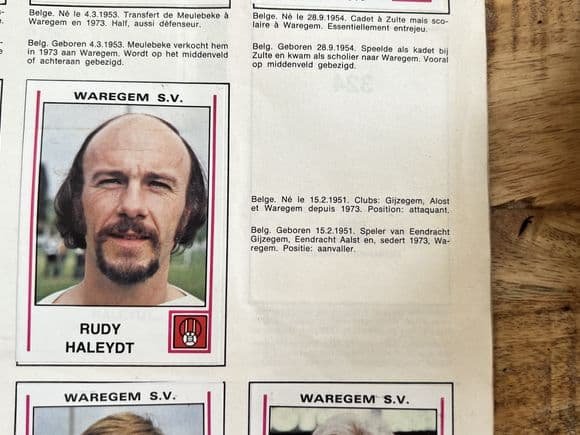 Belge. Né le 4.3.1953. Transfert de Meulebeke à
Waregem en 1973. Half, aussi défenseur.
Belg. Geboren 4.3.1953. Meulebeke verkocht hem
in 1973 aan Waregem. Wordt op het middenveld
of achteraan gebezigd.
Belge. Né le 28.9.1954. Cadet à Zulte mais sco-
laire à Waregem. Essentiellement entrejeu.
Belg. Geboren 28.9.1954. Speelde als kadet bij
Zulte en kwam als scholier naar Waregem. Vooral
op middenveld gebezigd.
WAREGEM S.V.
RUDY
HALEYDT
Belge. Né le 15.2.1951. Clubs: Gijzegem, Alost
et Waregem depuis 1973. Position: attaquant.
Belg. Geboren 15.2.1951. Speler van Eendracht
Gijzegem, Eendracht Aalst en, sedert 1973, Wa-
regem. Positie: aanvaller.
WAREGEM S.V.
WAREGEM S.V.